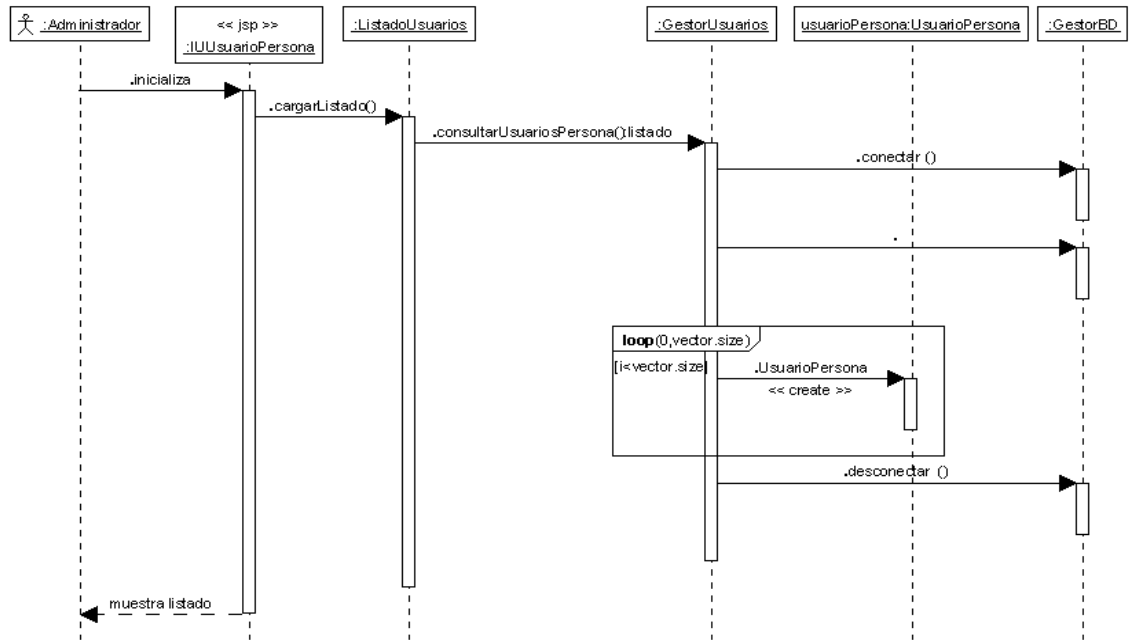 :Administrador
<< jsp >>
:IUUsuarioPersona
:ListadoUsuarios
:GestorUsuarios
usuarioPersona:UsuarioPersona
:GestorBD
.inicializa
.cargarListado()
.consultarUsuariosPersona():listado
.conectar ()
.
loop(0,vector.size)
[i<vector.size]
.UsuarioPersona
<< create >>
.desconectar ()
muestra listado